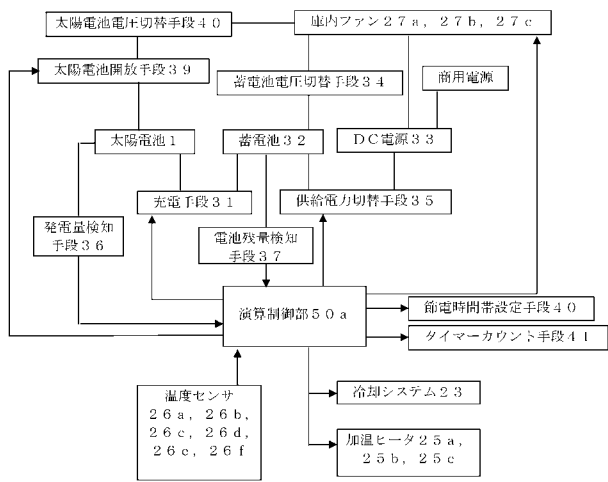 太陽電池電圧切替手段40
庫内ファン27a,27b,27c
太陽電池開放手段39
蓄電池電圧切替手段34
商用電源
太陽電池1
蓄電池32
DC電源33
充電手段31
供給電力切替手段35
発電量検知
手段36
電池残量検知
手段37
演算制御部50a
節電時間帯設定手段40
タイマーカウント手段41
温度センサ
26a,26b,
26c,26d,
26e,26f
冷却システム23
加温ヒータ25a,
25b,25c